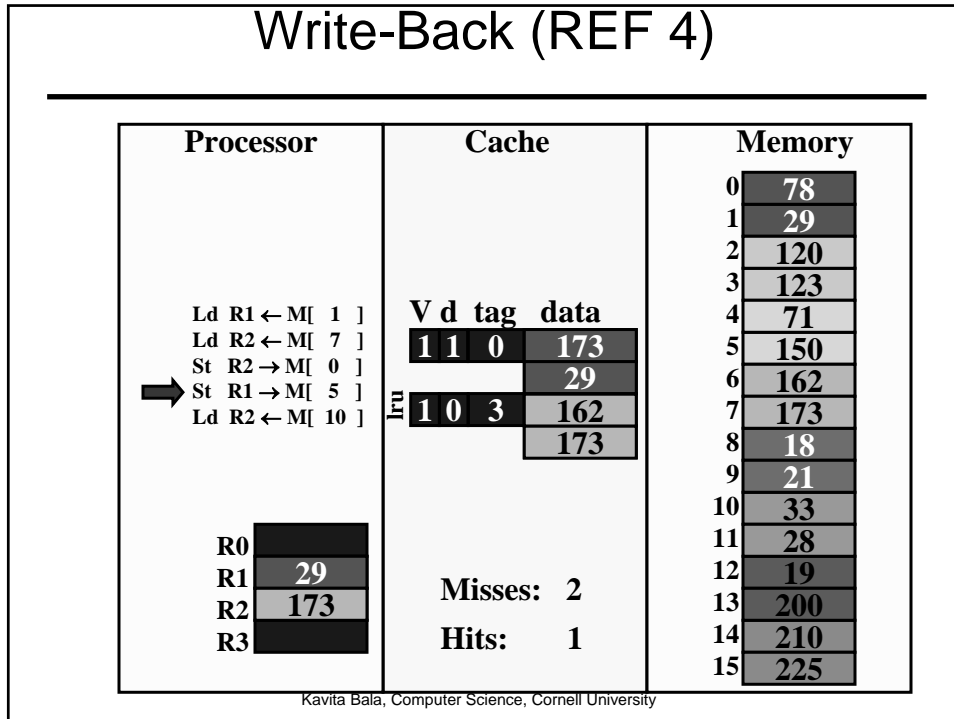 Write-Back (REF 4)
Processor
Ld R1 ← M[ 1 ]
Ld R2 ← M[ 7 ]
St R2 → M[ 0 ]
St R1 → M[ 5 ]
Ld R2 ← M[ 10 ]
R0
R1 29
R2 173
R3
Cache
V d tag data
1 1 0 173
29
lru 1 0 3 162
173
Misses: 2
Hits: 1
Memory
0 78
1 29
2 120
3 123
4 71
5 150
6 162
7 173
8 18
9 21
10 33
11 28
12 19
13 200
14 210
15 225
Kavita Bala, Computer Science, Cornell University